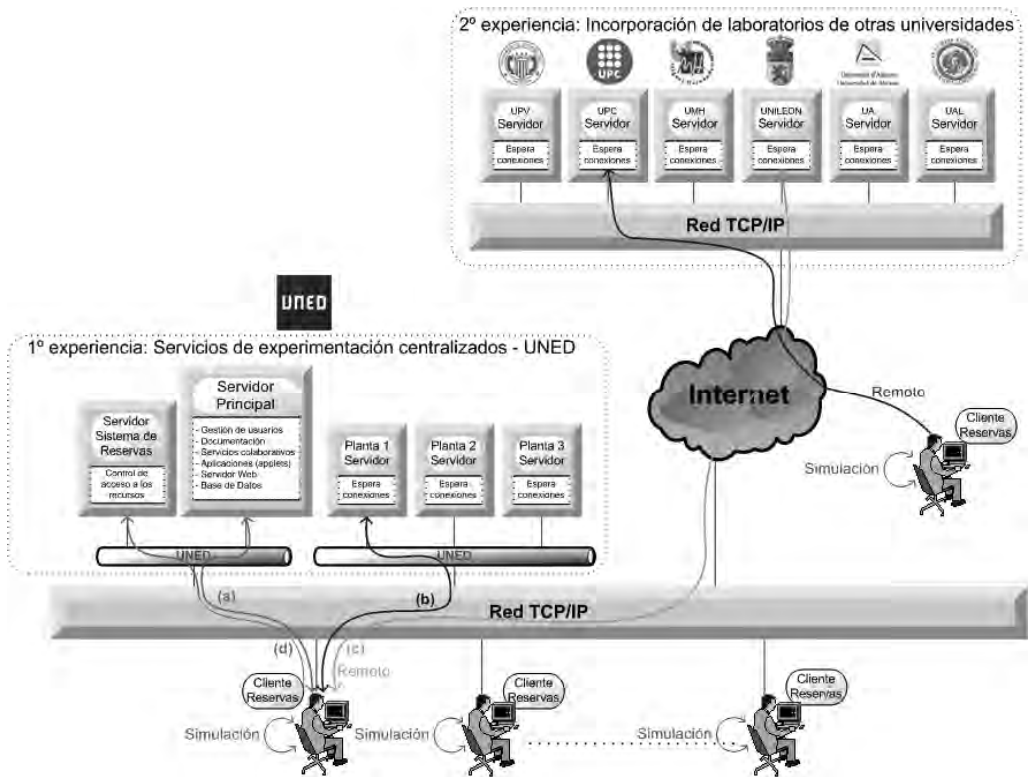 2º experiencia: Incorporación de laboratorios de otras universidades
UPC
Universitat d'Alacant
Universidad de Alicante
UPV
Servidor
Espera
conexiones
UPC
Servidor
Espera
conexiones
UMH
Servidor
Espera
conexiones
UNILEON
Servidor
Espera
conexiones
UA
Servidor
Espera
conexiones
UAL
Servidor
Espera
conexiones
Red TCP/IP
UNED
1º experiencia: Servicios de experimentación centralizados - UNED
Servidor
Sistema de
Reservas
Control de
acceso a los
recursos
Servidor
Principal
- Gestión de usuarios
- Documentación
- Servicios colaborativos
- Aplicaciones (applets)
- Servidor Web
- Base de Datos
Planta 1
Servidor
Espera
conexiones
Planta 2
Servidor
Espera
conexiones
Planta 3
Servidor
Espera
conexiones
UNED
UNED
Internet
Remoto
Cliente
Reservas
Simulación
(a)
(b)
Red TCP/IP
(d)
(c)
Remoto
Cliente
Reservas
Simulación
Cliente
Reservas
Simulación
Cliente
Reservas
Simulación